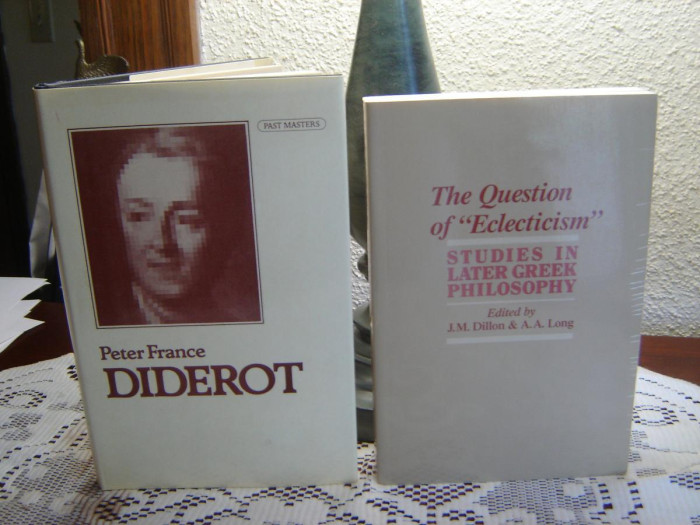 PAST MASTERS
Peter France
DIDEROT
The Question
of "Eclecticism"
STUDIES IN
LATER GREEK
PHILOSOPHY
Edited by
J.M. Dillon & A.A. Long